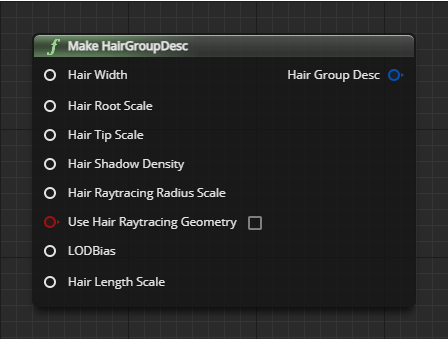 f Make HairGroupDesc
Hair Width
Hair Group Desc
Hair Root Scale
Hair Tip Scale
Hair Shadow Density
Hair Raytracing Radius Scale
Use Hair Raytracing Geometry
LODBias
Hair Length Scale